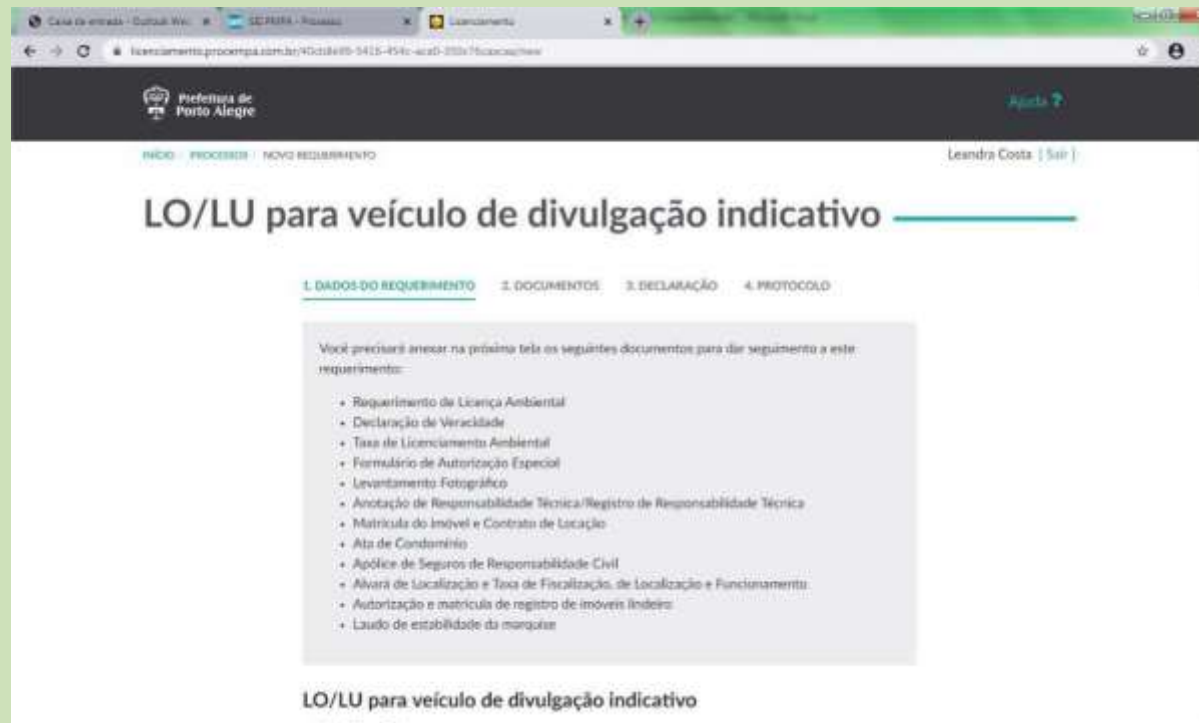 Caixa de entrada - Outlook
Licenciamento
Prefeitura de
Porto Alegre
Ajuda ?
INÍCIO / PROCESSOS / NOVO REQUERIMENTO
Leandra Costa [ Sair ]
LO/LU para veículo de divulgação indicativo
1. DADOS DO REQUERIMENTO 2. DOCUMENTOS 3. DECLARAÇÃO 4. PROTOCOLO
Você precisará anexar na próxima tela os seguintes documentos para dar seguimento a este
requerimento:
• Requerimento de Licença Ambiental
• Declaração de Veracidade
• Taxa de Licenciamento Ambiental
• Formulário de Autorização Especial
• Levantamento Fotográfico
• Anotação de Responsabilidade Técnica/Registro de Responsabilidade Técnica
• Matrícula do Imóvel e Contrato de Locação
• Ata de Condomínio
• Apólice de Seguros de Responsabilidade Civil
• Alvará de Localização e Taxa de Fiscalização, de Localização e Funcionamento
• Autorização e matrícula de registro de imóveis lindeiro
• Laudo de estabilidade da marquise
LO/LU para veículo de divulgação indicativo